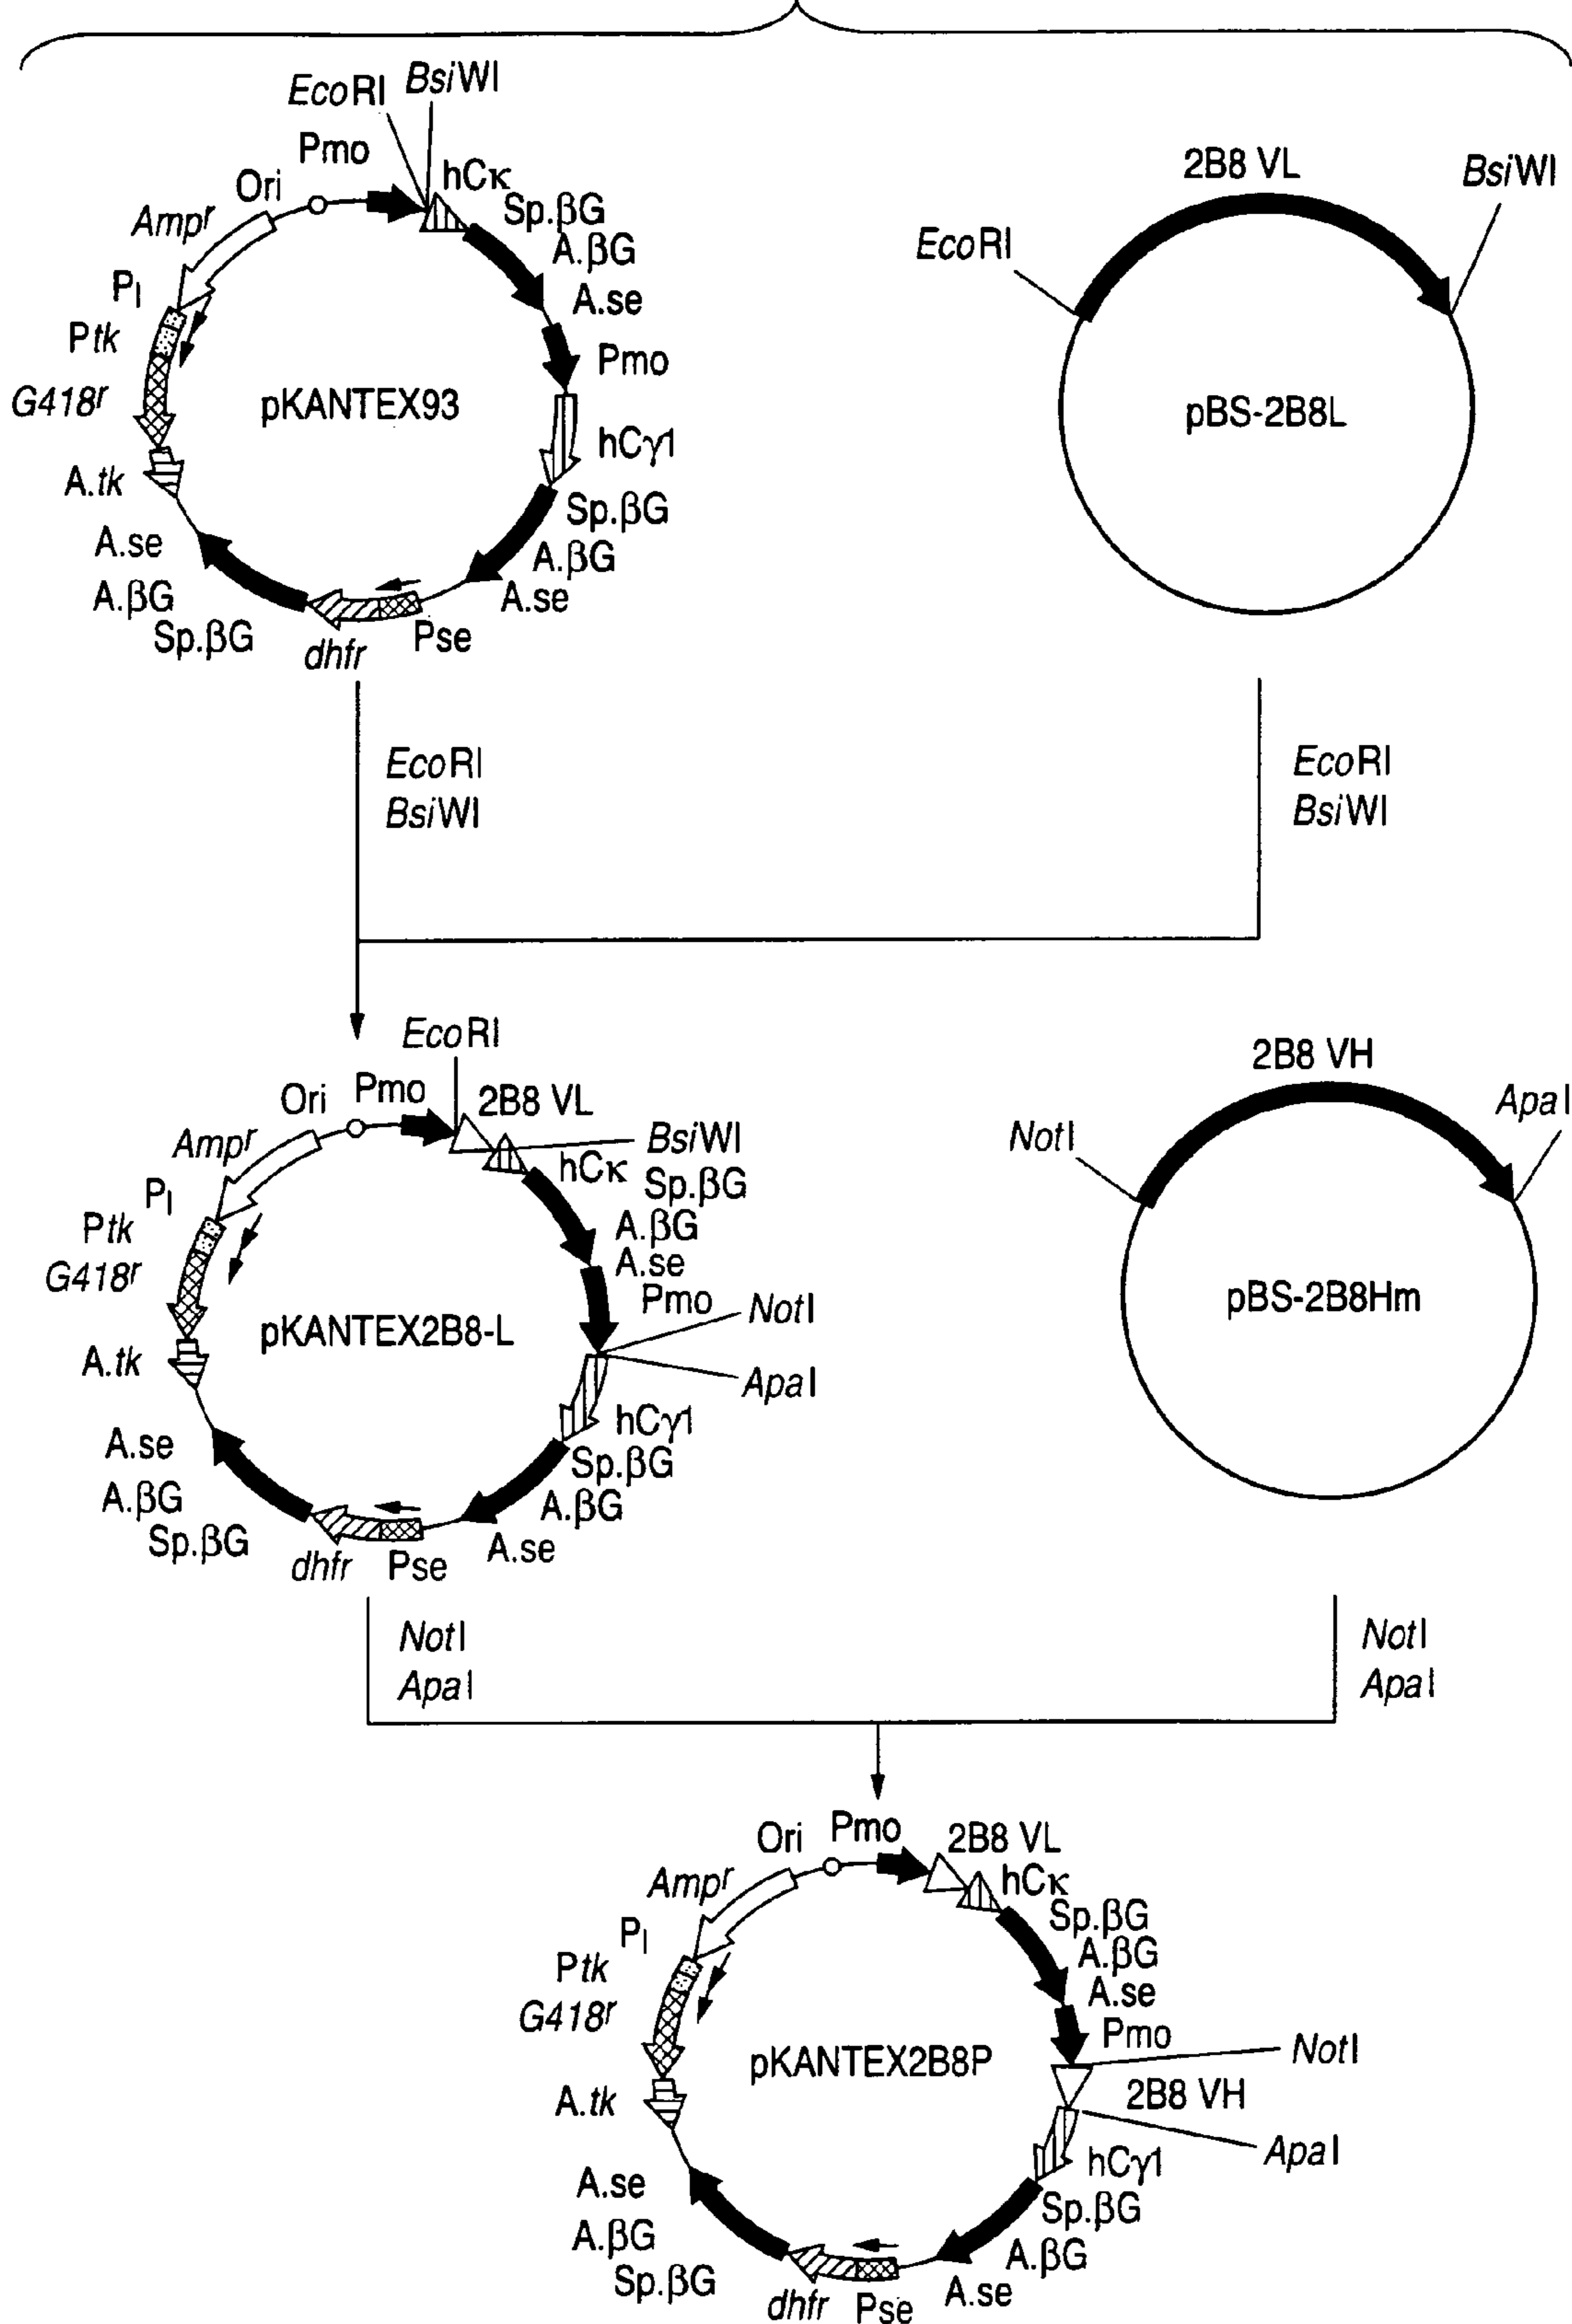 EcoRI BsiWI
Pmo
Ori
hCκ
Ampʳ
Sp.βG
A.βG
A.se
Pl
Ptk
G418ʳ
A.tk
Pmo
hCγ1
Sp.βG
A.βG
A.se
pKANTEX93
A.se
A.βG
Sp.βG
dhfr
Pse
2B8 VL
BsiWI
EcoRI
pBS-2B8L
EcoRI
BsiWI
EcoRI
BsiWI
EcoRI
Ori
Pmo
2B8 VL
BsiWI
Ampʳ
hCκ
Sp.βG
A.βG
A.se
Pmo
NotI
ApaI
Pl
Ptk
G418ʳ
A.tk
pKANTEX2B8-L
hCγ1
Sp.βG
A.βG
A.se
A.se
A.βG
Sp.βG
dhfr
Pse
2B8 VH
ApaI
NotI
pBS-2B8Hm
NotI
ApaI
NotI
ApaI
Ori
Pmo
2B8 VL
hCκ
Ampʳ
Sp.βG
A.βG
A.se
Pmo
NotI
2B8 VH
ApaI
Pl
Ptk
G418ʳ
A.tk
pKANTEX2B8P
hCγ1
Sp.βG
A.βG
A.se
A.se
A.βG
Sp.βG
dhfr
Pse